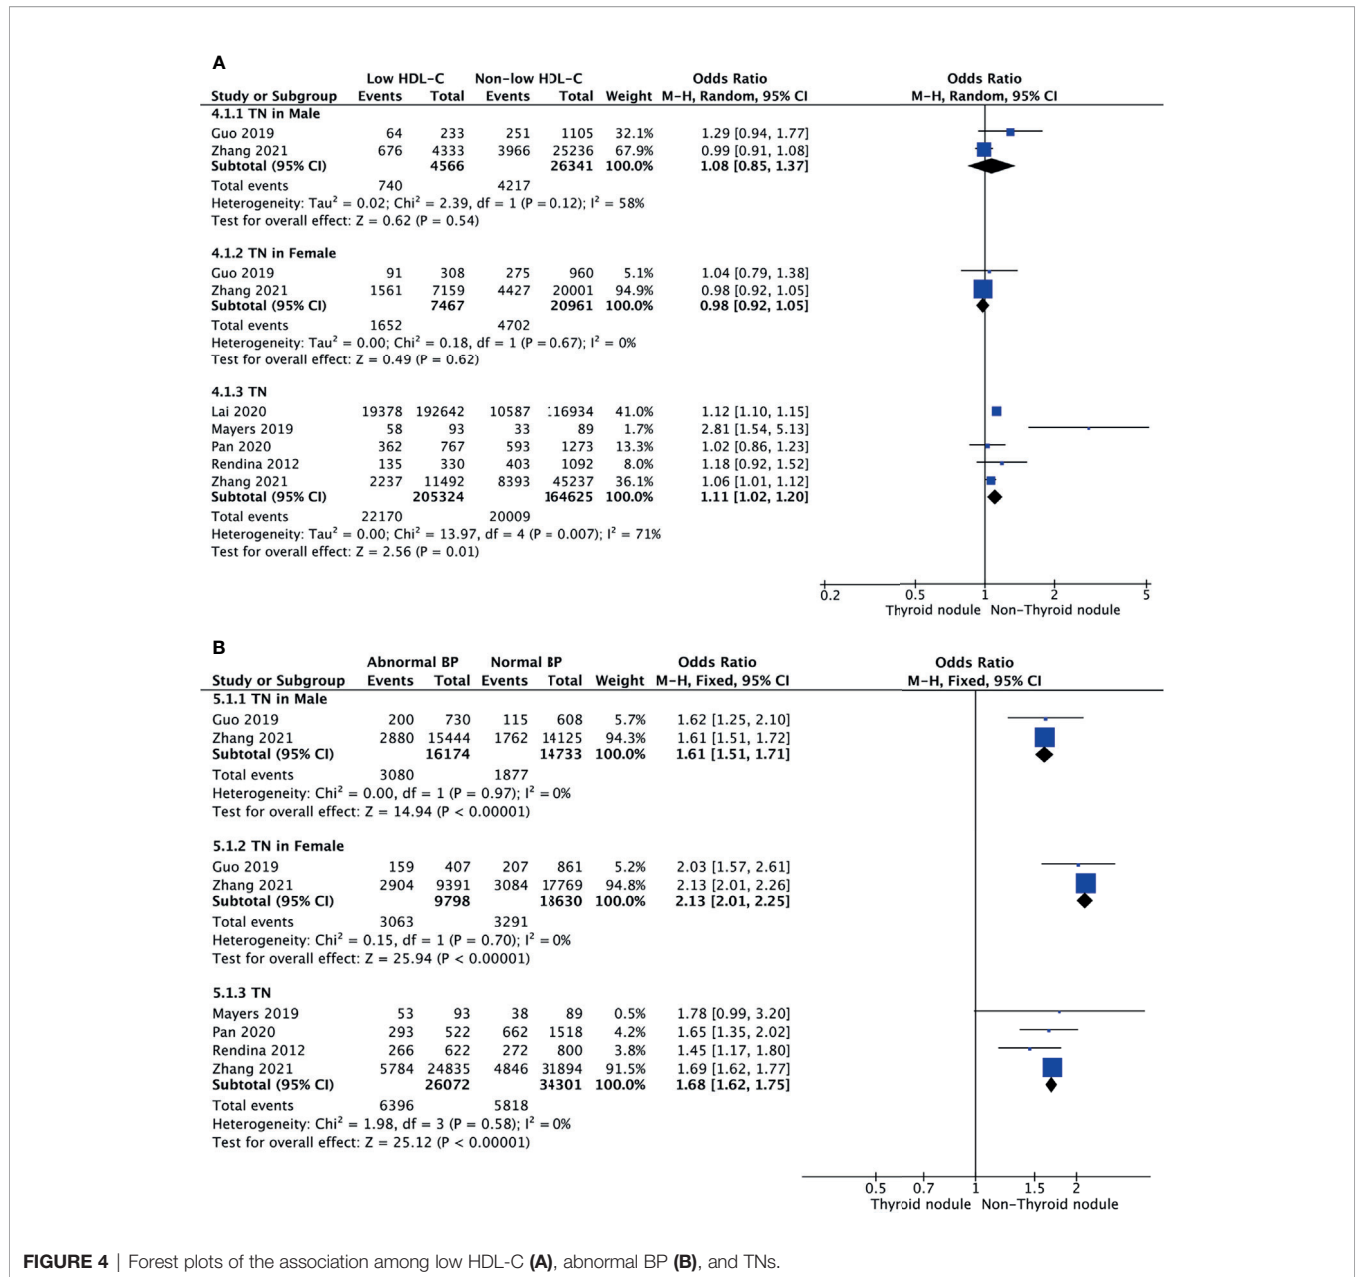 A
Low HDL-C Non-low HDL-C Odds Ratio Odds Ratio
Study or Subgroup Events Total Events Total Weight M-H, Random, 95% CI M-H, Random, 95% CI
4.1.1 TN in Male
Guo 2019 64 233 251 1105 32.1% 1.29 [0.94, 1.77]
Zhang 2021 676 4333 3966 25236 67.9% 0.99 [0.91, 1.08]
Subtotal (95% CI) 4566 26341 100.0% 1.08 [0.85, 1.37]
Total events 740 4217
Heterogeneity: Tau² = 0.02; Chi² = 2.39, df = 1 (P = 0.12); I² = 58%
Test for overall effect: Z = 0.62 (P = 0.54)
4.1.2 TN in Female
Guo 2019 91 308 275 960 5.1% 1.04 [0.79, 1.38]
Zhang 2021 1561 7159 4427 20001 94.9% 0.98 [0.92, 1.05]
Subtotal (95% CI) 7467 20961 100.0% 0.98 [0.92, 1.05]
Total events 1652 4702
Heterogeneity: Tau² = 0.00; Chi² = 0.18, df = 1 (P = 0.67); I² = 0%
Test for overall effect: Z = 0.49 (P = 0.62)
4.1.3 TN
Lai 2020 19378 192642 10587 116934 41.0% 1.12 [1.10, 1.15]
Mayers 2019 58 93 33 89 1.7% 2.81 [1.54, 5.13]
Pan 2020 362 767 593 1273 13.3% 1.02 [0.86, 1.23]
Rendina 2012 135 330 403 1092 8.0% 1.18 [0.92, 1.52]
Zhang 2021 2237 11492 8393 45237 36.1% 1.06 [1.01, 1.12]
Subtotal (95% CI) 205324 164625 100.0% 1.11 [1.02, 1.20]
Total events 22170 20009
Heterogeneity: Tau² = 0.00; Chi² = 13.97, df = 4 (P = 0.007); I² = 71%
Test for overall effect: Z = 2.56 (P = 0.01)
0.2 0.5 1 2 5
Thyroid nodule Non-Thyroid nodule
B
Abnormal BP Normal BP Odds Ratio Odds Ratio
Study or Subgroup Events Total Events Total Weight M-H, Fixed, 95% CI M-H, Fixed, 95% CI
5.1.1 TN in Male
Guo 2019 200 730 115 608 5.7% 1.62 [1.25, 2.10]
Zhang 2021 2880 15444 1762 14125 94.3% 1.61 [1.51, 1.72]
Subtotal (95% CI) 16174 14733 100.0% 1.61 [1.51, 1.71]
Total events 3080 1877
Heterogeneity: Chi² = 0.00, df = 1 (P = 0.97); I² = 0%
Test for overall effect: Z = 14.94 (P < 0.00001)
5.1.2 TN in Female
Guo 2019 159 407 207 861 5.2% 2.03 [1.57, 2.61]
Zhang 2021 2904 9391 3084 17769 94.8% 2.13 [2.01, 2.26]
Subtotal (95% CI) 9798 18630 100.0% 2.13 [2.01, 2.25]
Total events 3063 3291
Heterogeneity: Chi² = 0.15, df = 1 (P = 0.70); I² = 0%
Test for overall effect: Z = 25.94 (P < 0.00001)
5.1.3 TN
Mayers 2019 53 93 38 89 0.5% 1.78 [0.99, 3.20]
Pan 2020 293 522 662 1518 4.2% 1.65 [1.35, 2.02]
Rendina 2012 266 622 272 800 3.8% 1.45 [1.17, 1.80]
Zhang 2021 5784 24835 4846 31894 91.5% 1.69 [1.62, 1.77]
Subtotal (95% CI) 26072 34301 100.0% 1.68 [1.62, 1.75]
Total events 6396 5818
Heterogeneity: Chi² = 1.98, df = 3 (P = 0.58); I² = 0%
Test for overall effect: Z = 25.12 (P < 0.00001)
0.5 0.7 1 1.5 2
Thyroid nodule Non-Thyroid nodule
FIGURE 4 | Forest plots of the association among low HDL-C (A), abnormal BP (B), and TNs.